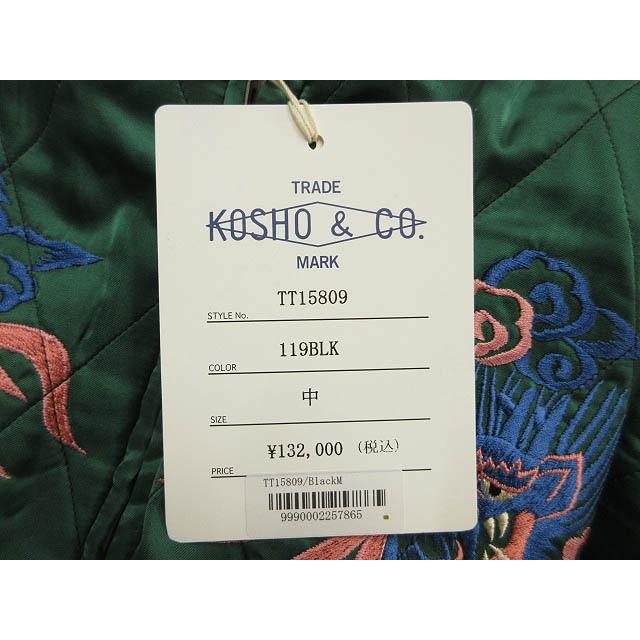 TRADE
KOSHO & CO.
MARK
STYLE No. TT15809
COLOR 119BLK
SIZE 中
PRICE ¥132,000 (税込)
TT15809/BlackM
9990002257865